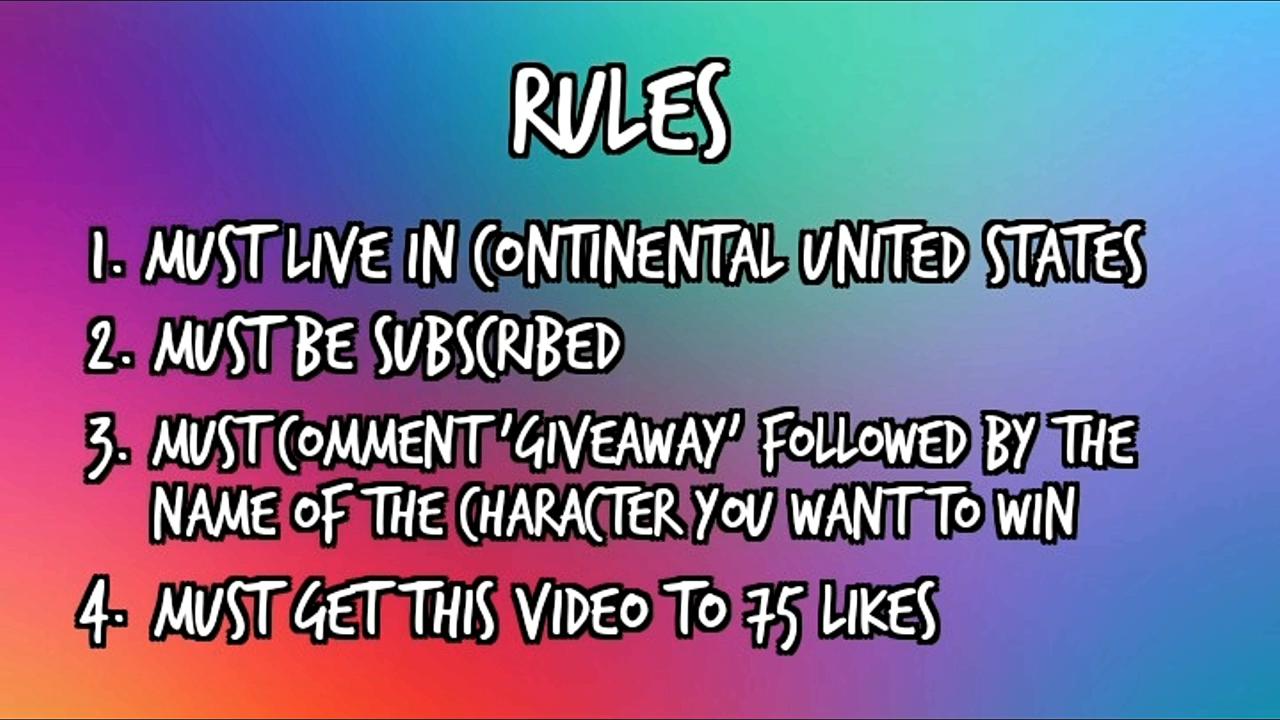 RULES
1. MUST LIVE IN CONTINENTAL UNITED STATES
2. MUST BE SUBSCRIBED
3. MUST COMMENT 'GIVEAWAY' FOLLOWED BY THE
NAME OF THE CHARACTER YOU WANT TO WIN
4. MUST GET THIS VIDEO TO 75 LIKES